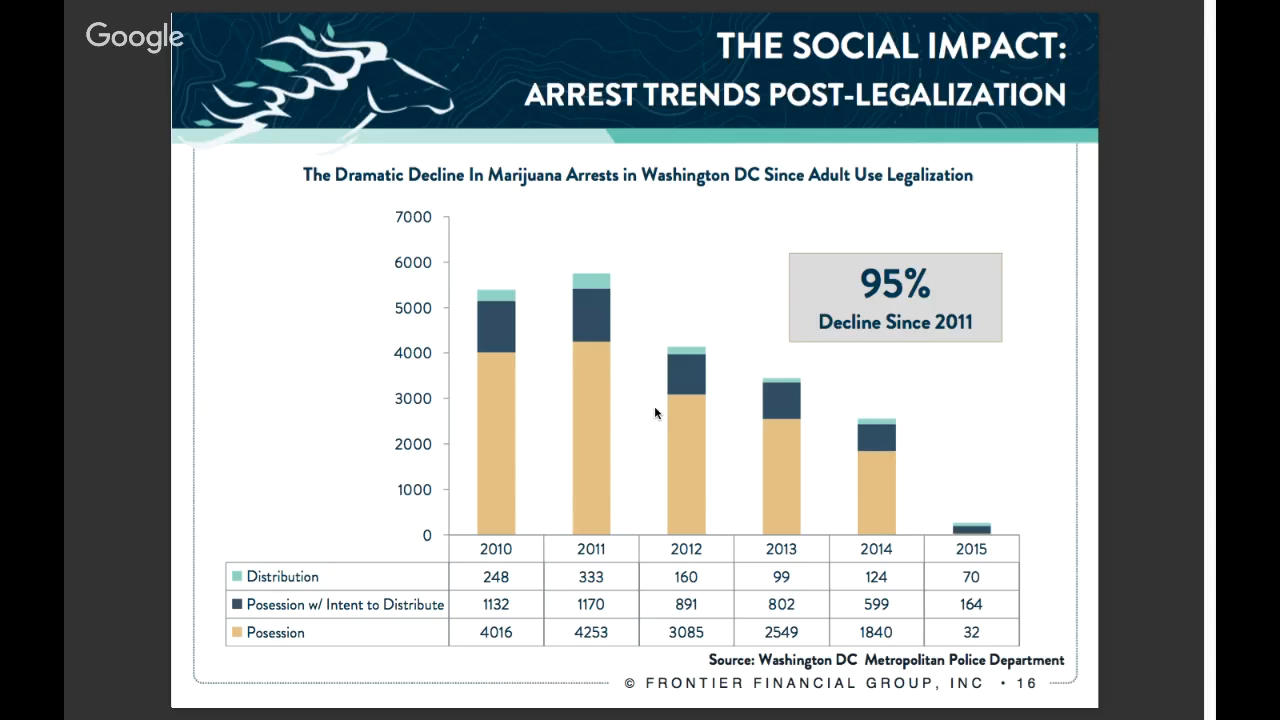 Google
THE SOCIAL IMPACT:
ARREST TRENDS POST-LEGALIZATION
The Dramatic Decline In Marijuana Arrests in Washington DC Since Adult Use Legalization
7000
6000
5000
4000
3000
2000
1000
0
95%
Decline Since 2011
2010 2011 2012 2013 2014 2015
Distribution 248 333 160 99 124 70
Posession w/ Intent to Distribute 1132 1170 891 802 599 164
Posession 4016 4253 3085 2549 1840 32
Source: Washington DC Metropolitan Police Department
© FRONTIER FINANCIAL GROUP, INC • 16